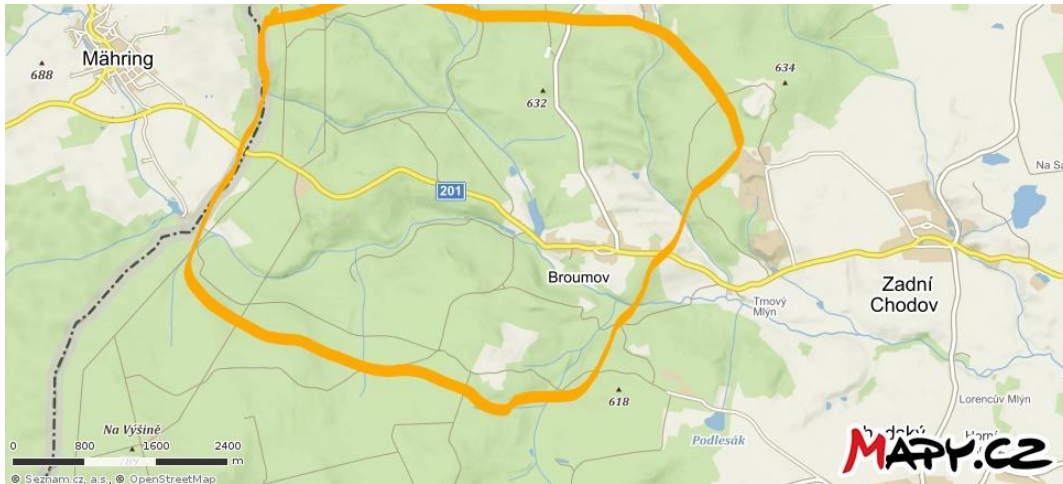 Mähring
688
634
632
Na Sa
201
Broumov
Zadní
Chodov
Trnový
Mlýn
618
Lorencův Mlýn
Na Výšině
Podlesák
0 800 1600 2400
m
© Seznam.cz, a.s., © OpenStreetMap
MAPY.CZ